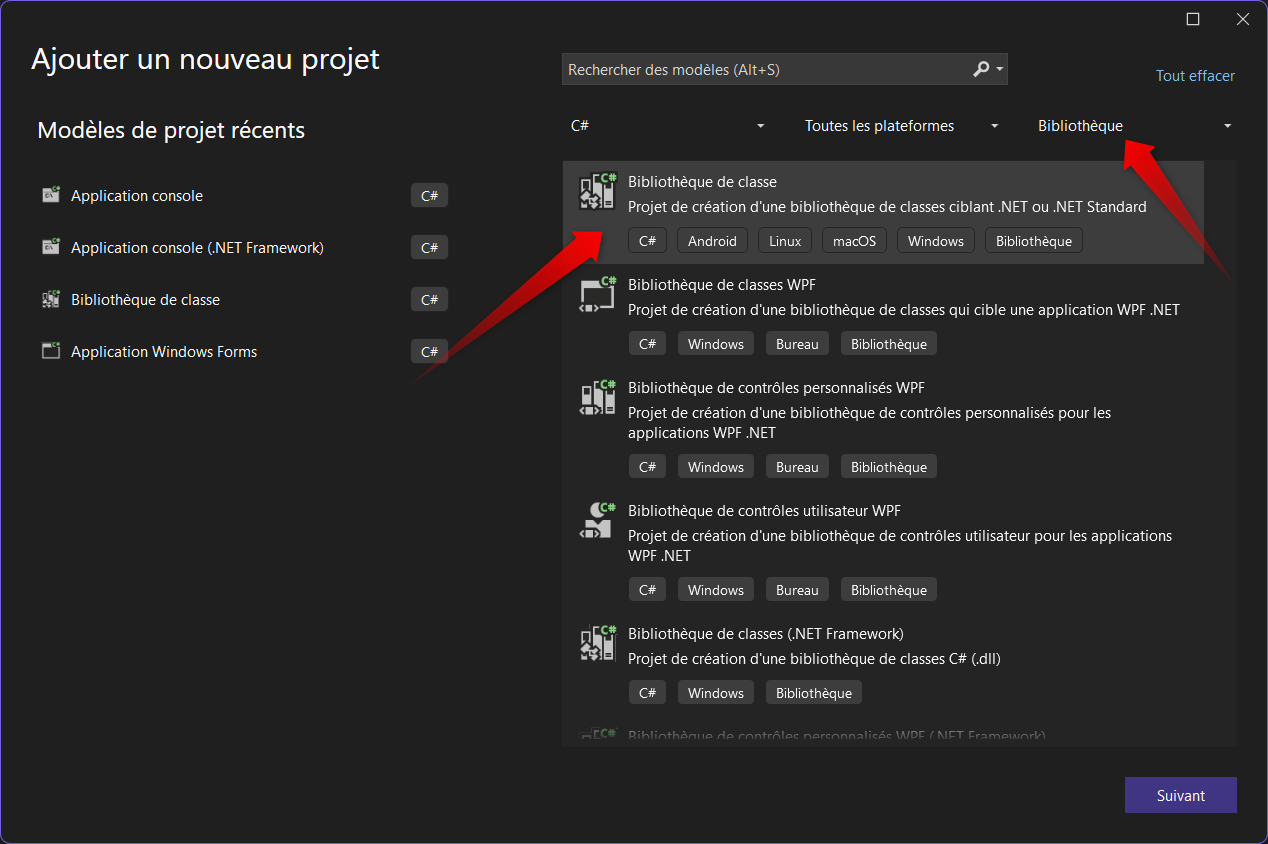 Ajouter un nouveau projet
Modèles de projet récents
Application console
C#
Application console (.NET Framework)
C#
Bibliothèque de classe
C#
Application Windows Forms
C#
Rechercher des modèles (Alt+S)
Tout effacer
C#
Toutes les plateformes
Bibliothèque
Bibliothèque de classe
Projet de création d'une bibliothèque de classes ciblant .NET ou .NET Standard
C# Android Linux macOS Windows Bibliothèque
Bibliothèque de classes WPF
Projet de création d'une bibliothèque de classes qui cible une application WPF .NET
C# Windows Bureau Bibliothèque
Bibliothèque de contrôles personnalisés WPF
Projet de création d'une bibliothèque de contrôles personnalisés pour les
applications WPF .NET
C# Windows Bureau Bibliothèque
Bibliothèque de contrôles utilisateur WPF
Projet de création d'une bibliothèque de contrôles utilisateur pour les applications
WPF .NET
C# Windows Bureau Bibliothèque
Bibliothèque de classes (.NET Framework)
Projet de création d'une bibliothèque de classes C# (.dll)
C# Windows Bibliothèque
Bibliothèque de contrôles personnalisés WPF (.NET Framework)
Suivant